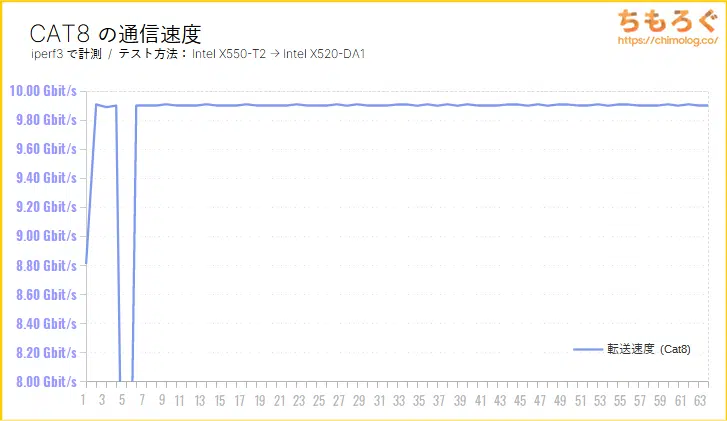 CAT8 の通信速度
iperf3 で計測 / テスト方法： Intel X550-T2 → Intel X520-DA1
ちもろぐ
https://chimolog.co/
10.00 Gbit/s
9.80 Gbit/s
9.60 Gbit/s
9.40 Gbit/s
9.20 Gbit/s
9.00 Gbit/s
8.80 Gbit/s
8.60 Gbit/s
8.40 Gbit/s
8.20 Gbit/s
8.00 Gbit/s
転送速度 (Cat8)
1 3 5 7 9 11 13 15 17 19 21 23 25 27 29 31 33 35 37 39 41 43 45 47 49 51 53 55 57 59 61 63